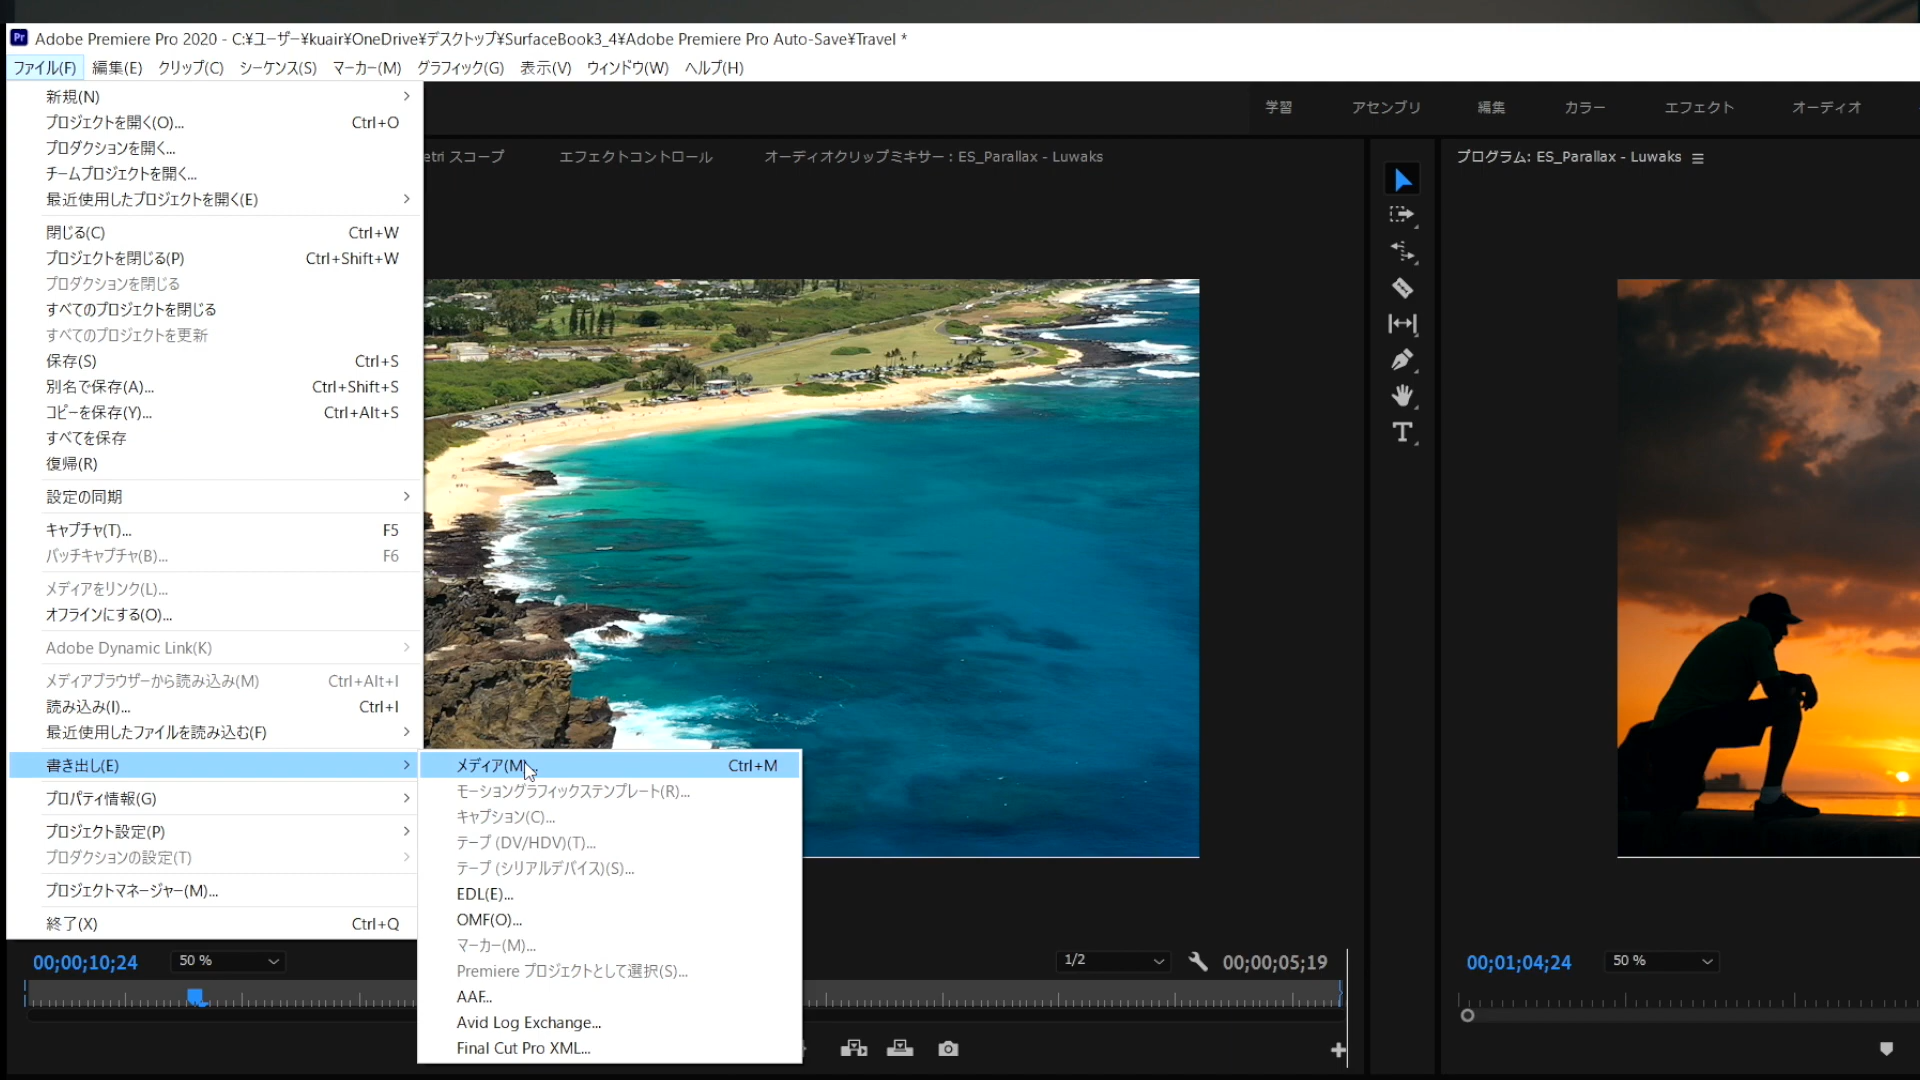 Pr Adobe Premiere Pro 2020 - C:¥ユーザー¥kuair¥OneDrive¥デスクトップ¥SurfaceBook3_4¥Adobe Premiere Pro Auto-Save¥Travel *
ファイル(F) 編集(E) クリップ(C) シーケンス(S) マーカー(M) グラフィック(G) 表示(V) ウィンドウ(W) ヘルプ(H)
新規(N)
プロジェクトを開く(O)... Ctrl+O
プロダクションを開く...
チームプロジェクトを開く...
最近使用したプロジェクトを開く(E)
閉じる(C) Ctrl+W
プロジェクトを閉じる(P) Ctrl+Shift+W
プロダクションを閉じる
すべてのプロジェクトを閉じる
すべてのプロジェクトを更新
保存(S) Ctrl+S
別名で保存(A)... Ctrl+Shift+S
コピーを保存(Y)... Ctrl+Alt+S
すべてを保存
復帰(R)
設定の同期
キャプチャ(T)... F5
バッチキャプチャ(B)... F6
メディアをリンク(L)...
オフラインにする(O)...
Adobe Dynamic Link(K)
メディアブラウザーから読み込み(M) Ctrl+Alt+I
読み込み(I)... Ctrl+I
最近使用したファイルを読み込む(F)
書き出し(E)
プロパティ情報(G)
プロジェクト設定(P)
プロダクションの設定(T)
プロジェクトマネージャー(M)...
終了(X) Ctrl+Q
メディア(M)... Ctrl+M
モーショングラフィックステンプレート(R)...
キャプション(C)...
テープ (DV/HDV)(T)...
テープ (シリアルデバイス)(S)...
EDL(E)...
OMF(O)...
マーカー(M)...
Premiere プロジェクトとして選択(S)...
AAF...
Avid Log Exchange...
Final Cut Pro XML...
学習 アセンブリ 編集 カラー エフェクト オーディオ
etri スコープ エフェクトコントロール オーディオクリップミキサー : ES_Parallax - Luwaks
プログラム: ES_Parallax - Luwaks
00;00;10;24 50 % 1/2 00;00;05;19
00;01;04;24 50 %